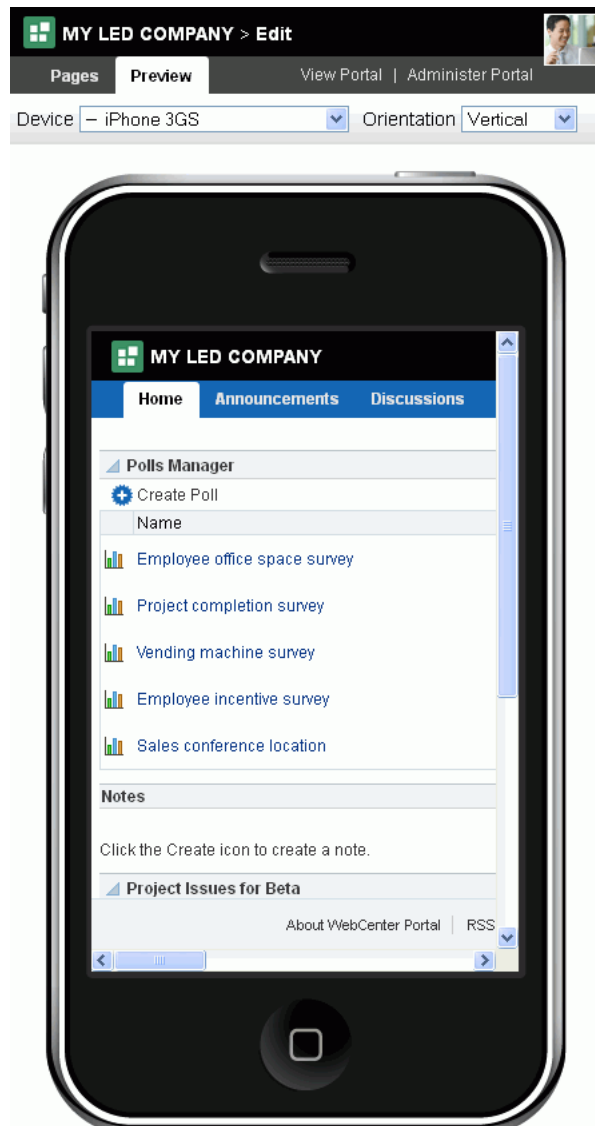 MY LED COMPANY > Edit
Pages Preview View Portal | Administer Portal
Device – iPhone 3GS Orientation Vertical
MY LED COMPANY
Home Announcements Discussions
Polls Manager
Create Poll
Name
Employee office space survey
Project completion survey
Vending machine survey
Employee incentive survey
Sales conference location
Notes
Click the Create icon to create a note.
Project Issues for Beta
About WebCenter Portal RSS